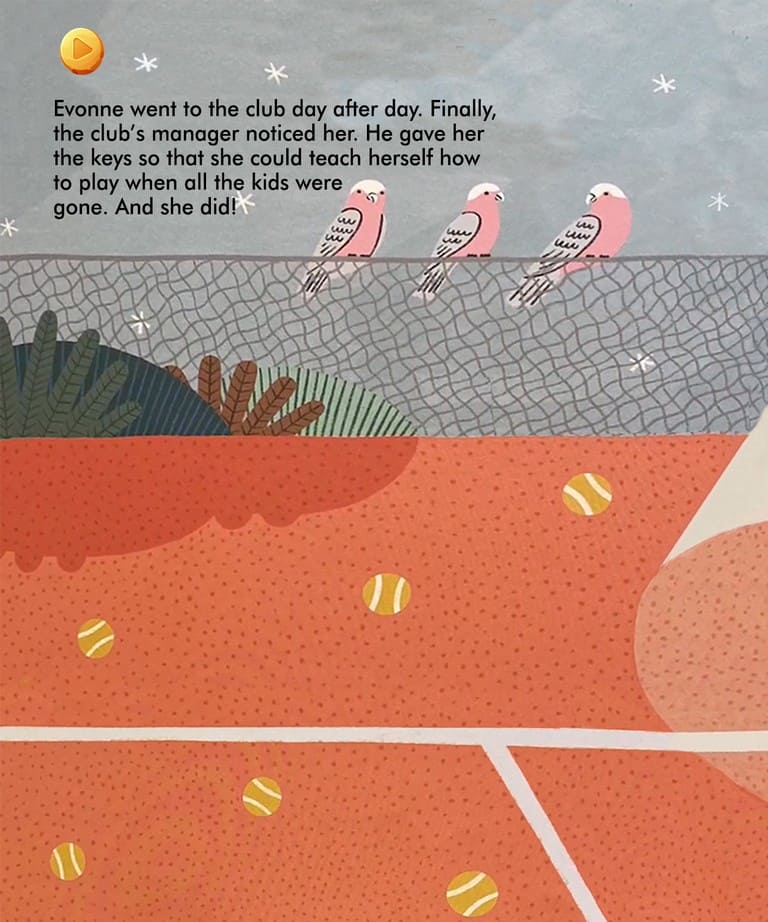 Evonne went to the club day after day. Finally,
the club’s manager noticed her. He gave her
the keys so that she could teach herself how
to play when all the kids were
gone. And she did!